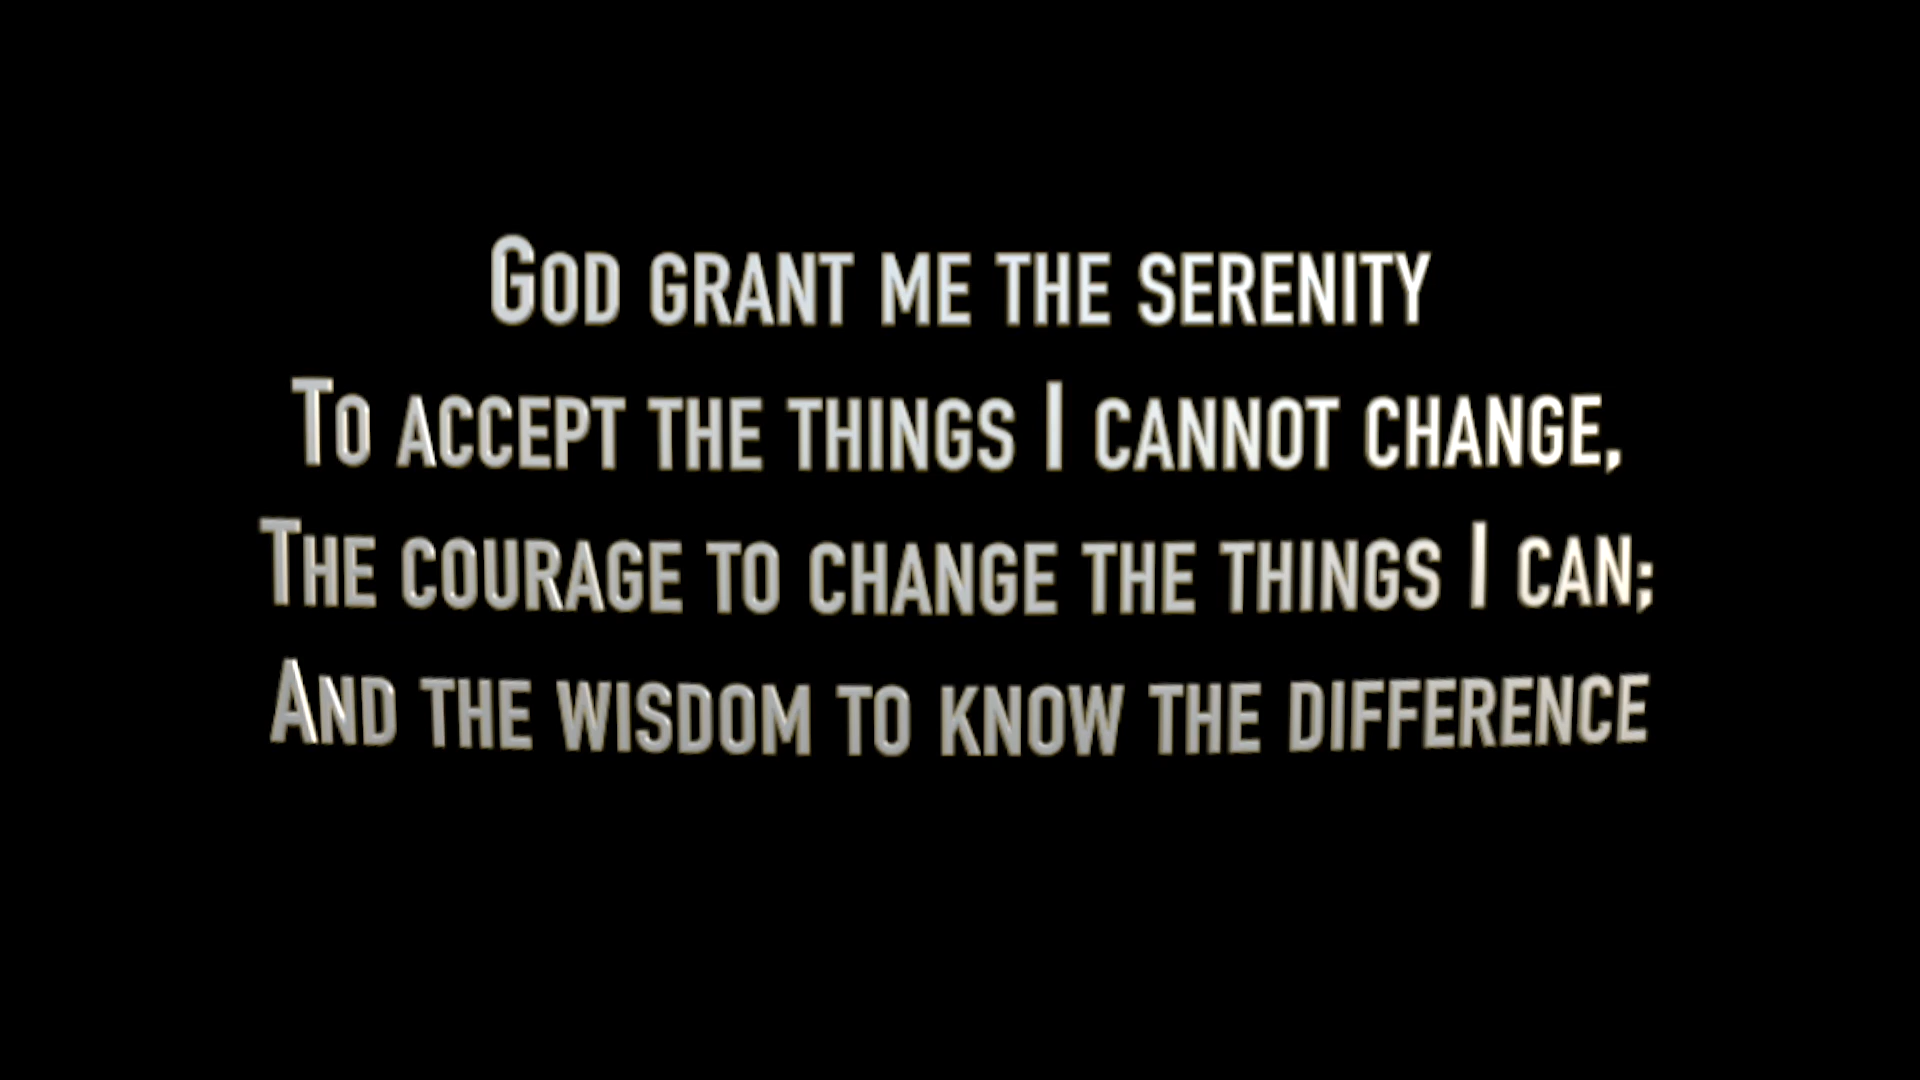 God grant me the serenity
To accept the things I cannot change,
The courage to change the things I can;
And the wisdom to know the difference